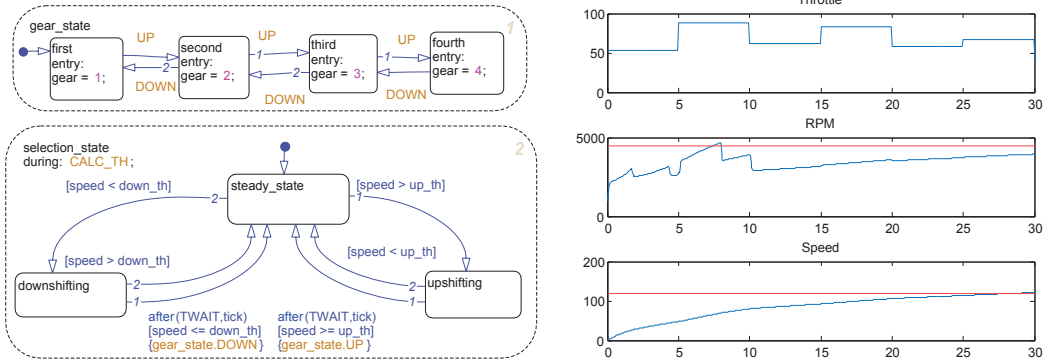 gear_state
1
first
entry:
gear = 1;
UP
DOWN
2
second
entry:
gear = 2;
UP
1
2
DOWN
third
entry:
gear = 3;
UP
1
2
DOWN
fourth
entry:
gear = 4;
selection_state
during: CALC_TH;
2
[speed < down_th]
2
steady_state
[speed > up_th]
1
[speed > down_th]
[speed < up_th]
downshifting
2
1
upshifting
2
1
after(TWAIT,tick)
[speed <= down_th]
{gear_state.DOWN}
after(TWAIT,tick)
[speed >= up_th]
{gear_state.UP}
Throttle
100
50
0
0 5 10 15 20 25 30
RPM
5000
0
0 5 10 15 20 25 30
Speed
200
100
0
0 5 10 15 20 25 30